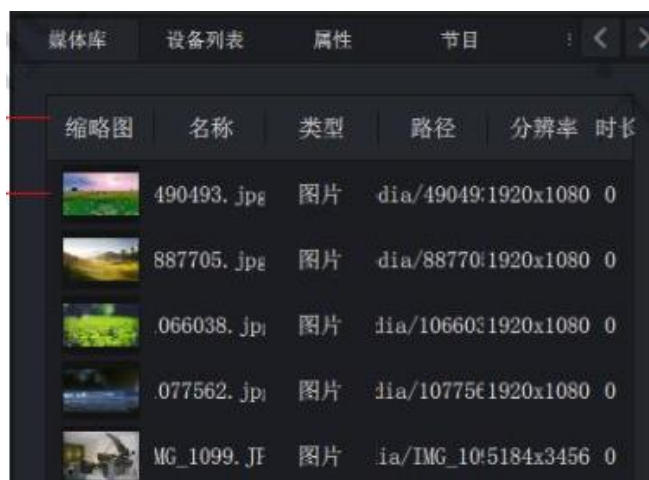 媒体库 设备列表 属性 节目
缩略图 名称 类型 路径 分辨率 时长
490493.jpg 图片 dia/49049 1920x1080 0
887705.jpg 图片 dia/88770 1920x1080 0
066038.jp 图片 dia/10660 1920x1080 0
077562.jp 图片 dia/10775 1920x1080 0
MG_1099.J 图片 ia/IMG_10 5184x3456 0